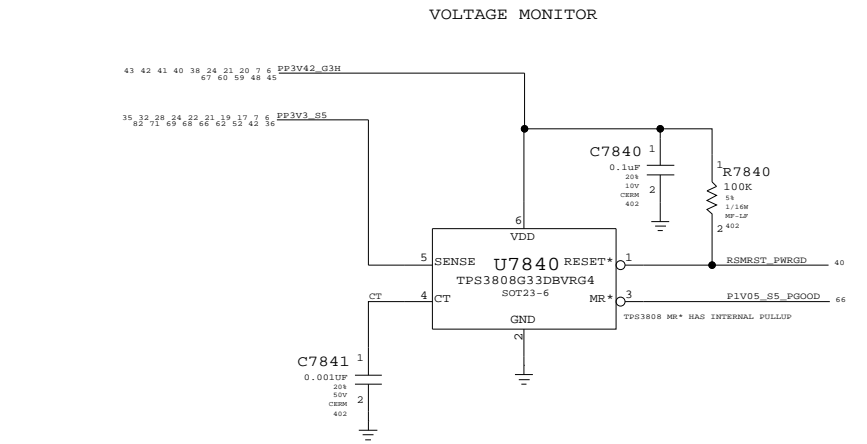 VOLTAGE MONITOR
43 42 41 40 38 24 21 20 7 6 PP3V42_G3H
67 60 59 48 45
35 32 28 24 22 21 19 17 7 6 PP3V3_S5
82 71 69 68 66 62 52 42 36
C7840 1
0.1uF
20%
10V 2
CERM
402
1 R7840
100K
5%
1/16W
MF-LF
2 402
6
VDD
5 SENSE U7840 RESET* 1 RSMRST_PWRGD 40
TPS3808G33DBVRG4
SOT23-6
CT 4 CT MR* 3 P1V05_S5_PGOOD 66
TPS3808 MR* HAS INTERNAL PULLUP
GND
2
C7841 1
0.001UF
20%
50V 2
CERM
402